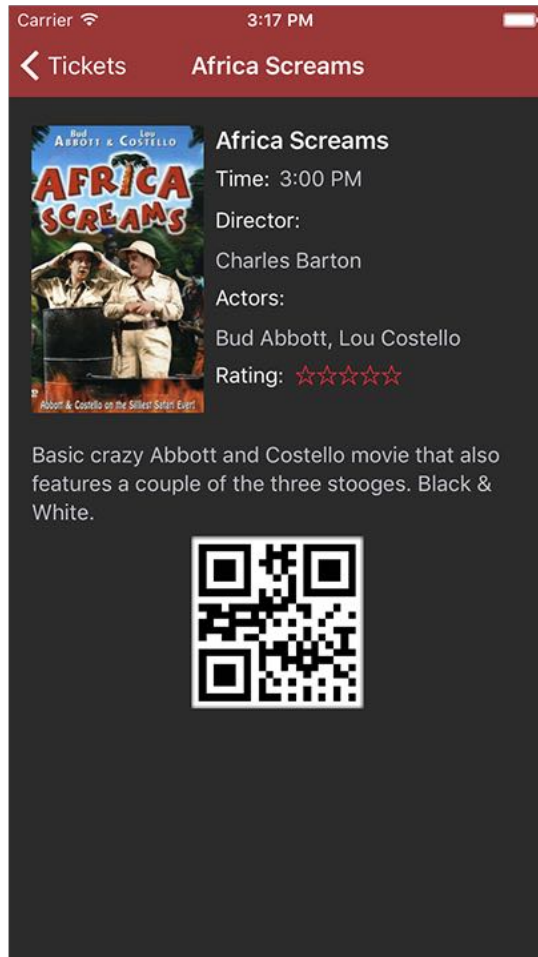 Carrier 3:17 PM
Tickets Africa Screams
Bud Lou
ABBOTT & COSTELLO
AFRICA
SCREAMS
Abbott & Costello on the Silliest Safari Ever!
Africa Screams
Time: 3:00 PM
Director:
Charles Barton
Actors:
Bud Abbott, Lou Costello
Rating: ☆☆☆☆☆
Basic crazy Abbott and Costello movie that also
features a couple of the three stooges. Black &
White.